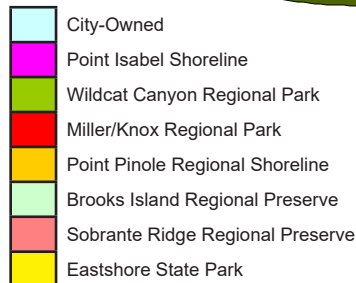 City-Owned
Point Isabel Shoreline
Wildcat Canyon Regional Park
Miller/Knox Regional Park
Point Pinole Regional Shoreline
Brooks Island Regional Preserve
Sobrante Ridge Regional Preserve
Eastshore State Park